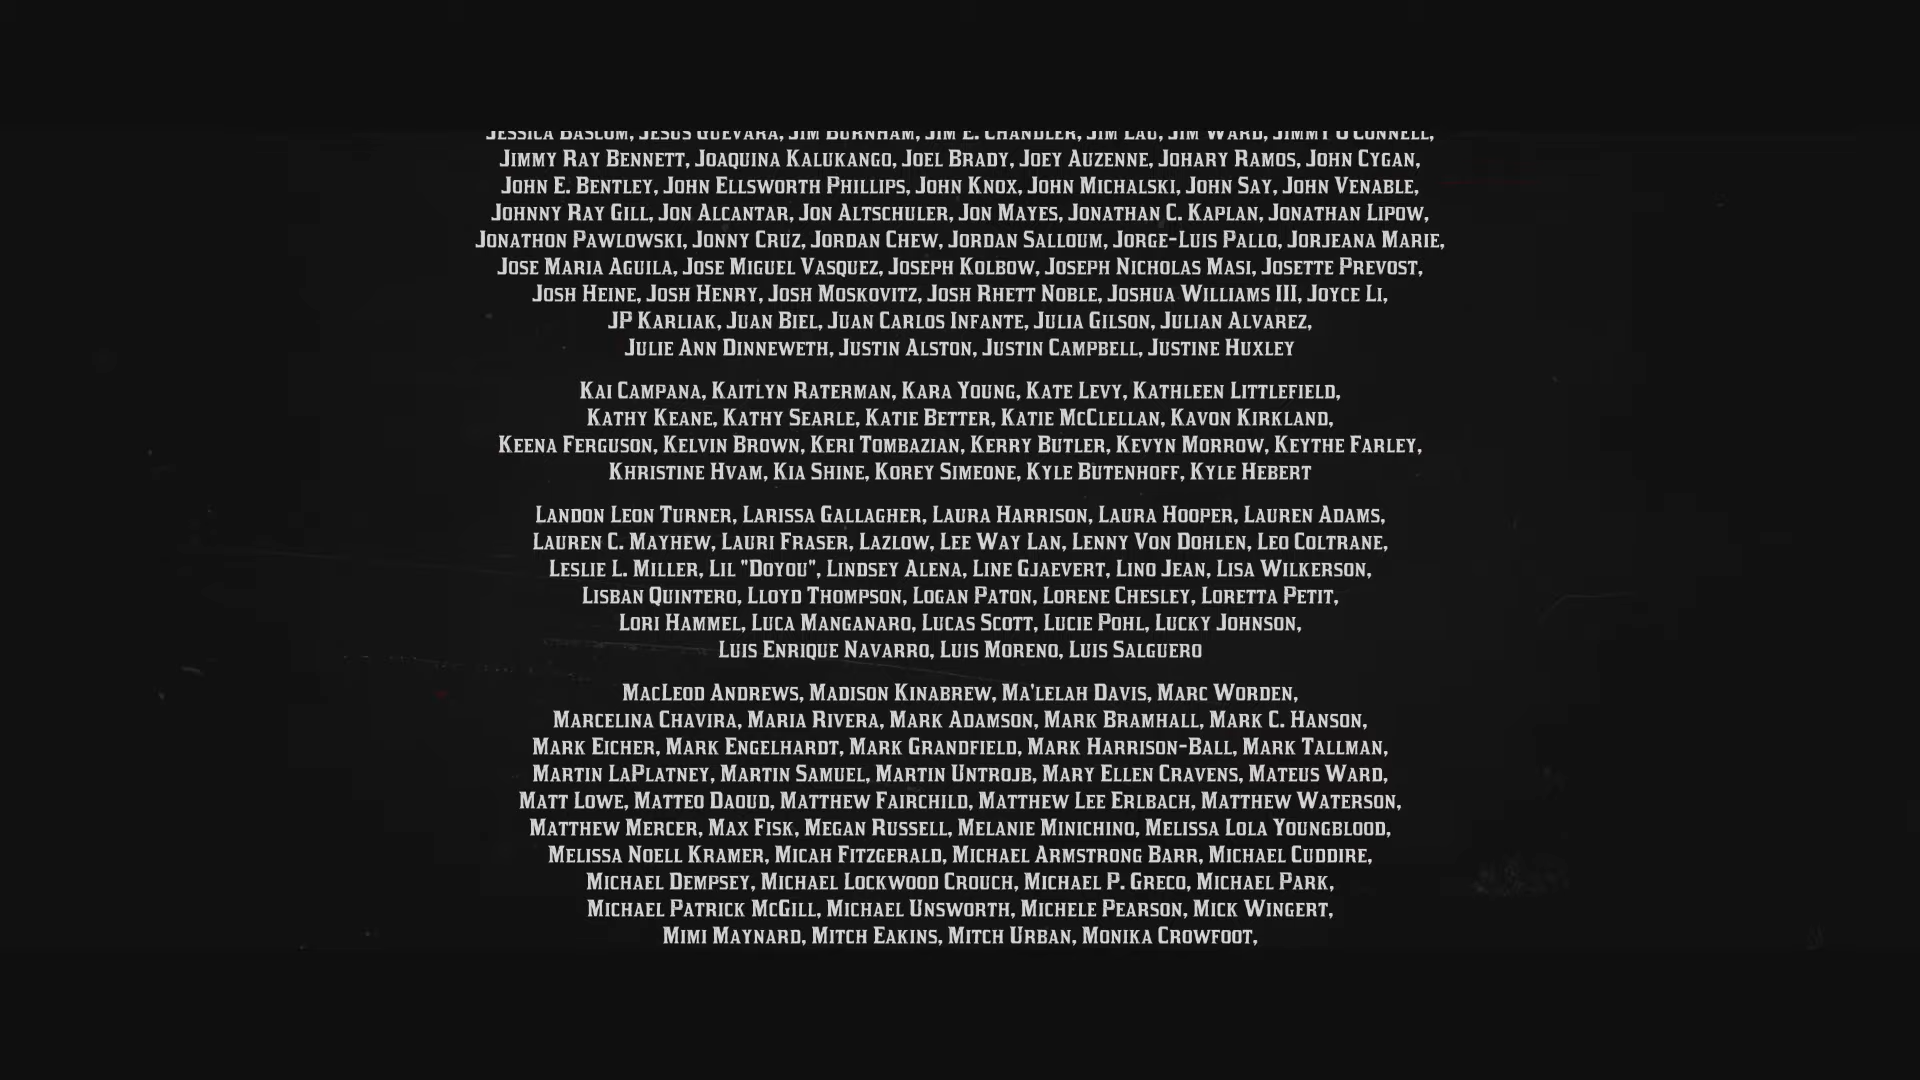 Jessica Bascom, Jesus Guevara, Jim Burnham, Jim E. Chandler, Jim Lau, Jim Ward, Jimmy O'Connell,
Jimmy Ray Bennett, Joaquina Kalukango, Joel Brady, Joey Auzenne, Johary Ramos, John Cygan,
John E. Bentley, John Ellsworth Phillips, John Knox, John Michalski, John Say, John Venable,
Johnny Ray Gill, Jon Alcantar, Jon Altschuler, Jon Mayes, Jonathan C. Kaplan, Jonathan Lipow,
Jonathon Pawlowski, Jonny Cruz, Jordan Chew, Jordan Salloum, Jorge-Luis Pallo, Jorjeana Marie,
Jose Maria Aguila, Jose Miguel Vasquez, Joseph Kolbow, Joseph Nicholas Masi, Josette Prevost,
Josh Heine, Josh Henry, Josh Moskovitz, Josh Rhett Noble, Joshua Williams III, Joyce Li,
JP Karliak, Juan Biel, Juan Carlos Infante, Julia Gilson, Julian Alvarez,
Julie Ann Dinneweth, Justin Alston, Justin Campbell, Justine Huxley
Kai Campana, Kaitlyn Raterman, Kara Young, Kate Levy, Kathleen Littlefield,
Kathy Keane, Kathy Searle, Katie Better, Katie McClellan, Kavon Kirkland,
Keena Ferguson, Kelvin Brown, Keri Tombazian, Kerry Butler, Kevyn Morrow, Keythe Farley,
Khristine Hvam, Kia Shine, Korey Simeone, Kyle Butenhoff, Kyle Hebert
Landon Leon Turner, Larissa Gallagher, Laura Harrison, Laura Hooper, Lauren Adams,
Lauren C. Mayhew, Lauri Fraser, Lazlow, Lee Way Lan, Lenny Von Dohlen, Leo Coltrane,
Leslie L. Miller, Lil "Doyou", Lindsey Alena, Line Gjaevert, Lino Jean, Lisa Wilkerson,
Lisban Quintero, Lloyd Thompson, Logan Paton, Lorene Chesley, Loretta Petit,
Lori Hammel, Luca Manganaro, Lucas Scott, Lucie Pohl, Lucky Johnson,
Luis Enrique Navarro, Luis Moreno, Luis Salguero
MacLeod Andrews, Madison Kinabrew, Ma'lelah Davis, Marc Worden,
Marcelina Chavira, Maria Rivera, Mark Adamson, Mark Bramhall, Mark C. Hanson,
Mark Eicher, Mark Engelhardt, Mark Grandfield, Mark Harrison-Ball, Mark Tallman,
Martin LaPlatney, Martin Samuel, Martin Untrojb, Mary Ellen Cravens, Mateus Ward,
Matt Lowe, Matteo Daoud, Matthew Fairchild, Matthew Lee Erlbach, Matthew Waterson,
Matthew Mercer, Max Fisk, Megan Russell, Melanie Minichino, Melissa Lola Youngblood,
Melissa Noell Kramer, Micah Fitzgerald, Michael Armstrong Barr, Michael Cuddire,
Michael Dempsey, Michael Lockwood Crouch, Michael P. Greco, Michael Park,
Michael Patrick McGill, Michael Unsworth, Michele Pearson, Mick Wingert,
Mimi Maynard, Mitch Eakins, Mitch Urban, Monika Crowfoot,